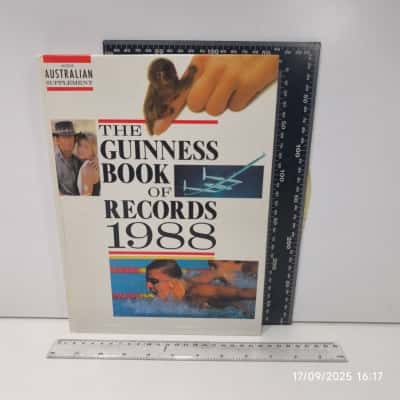 AUSTRALIAN
SUPPLEMENT
THE
GUINNESS
BOOK
OF
RECORDS
1988
17/09/2025 16:17